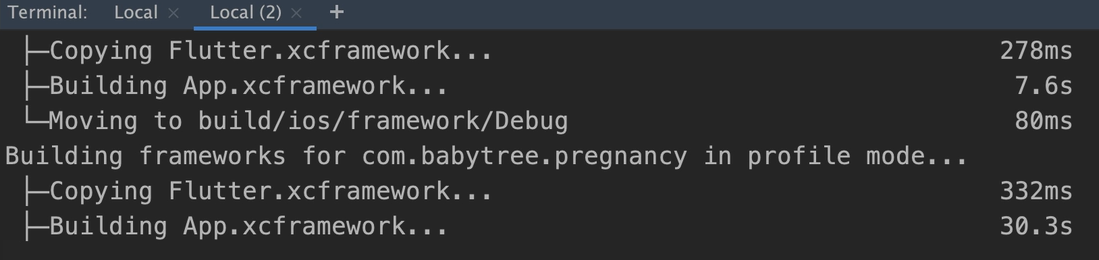 Terminal: Local × Local (2) × +
├─Copying Flutter.xcframework... 278ms
├─Building App.xcframework... 7.6s
└─Moving to build/ios/framework/Debug 80ms
Building frameworks for com.babytree.pregnancy in profile mode...
├─Copying Flutter.xcframework... 332ms
├─Building App.xcframework... 30.3s